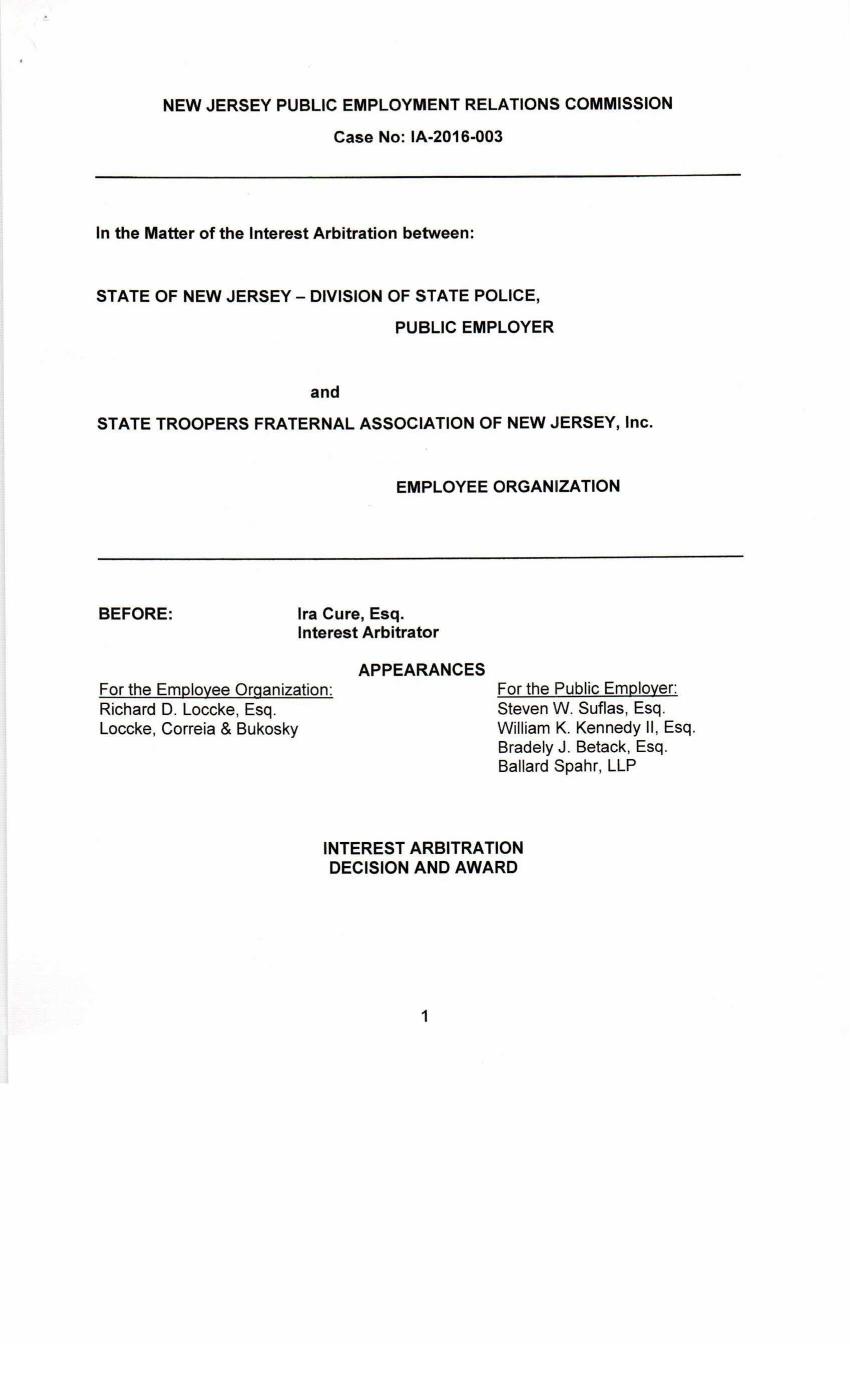 NEW JERSEY PUBLIC EMPLOYMENT RELATIONS COMMISSION
Case No: IA-2016-003
In the Matter of the Interest Arbitration between:
STATE OF NEW JERSEY – DIVISION OF STATE POLICE,
PUBLIC EMPLOYER
and
STATE TROOPERS FRATERNAL ASSOCIATION OF NEW JERSEY, Inc.
EMPLOYEE ORGANIZATION
BEFORE: Ira Cure, Esq.
Interest Arbitrator
APPEARANCES
For the Employee Organization:
Richard D. Loccke, Esq.
Loccke, Correia & Bukosky
For the Public Employer:
Steven W. Suflas, Esq.
William K. Kennedy II, Esq.
Bradely J. Betack, Esq.
Ballard Spahr, LLP
INTEREST ARBITRATION
DECISION AND AWARD
1